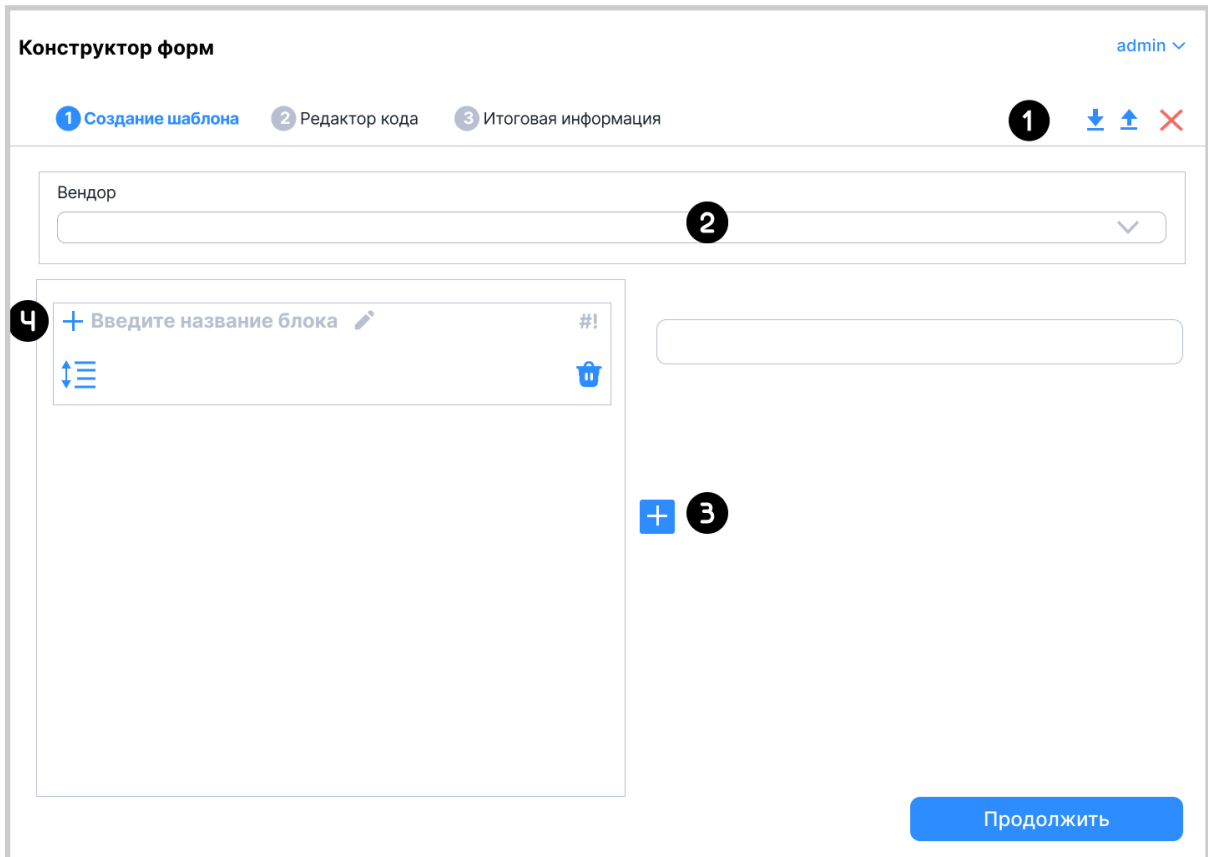 Конструктор форм
admin
1 Создание шаблона 2 Редактор кода 3 Итоговая информация 1
Вендор
2
4 + Введите название блока #!
+ 3
Продолжить